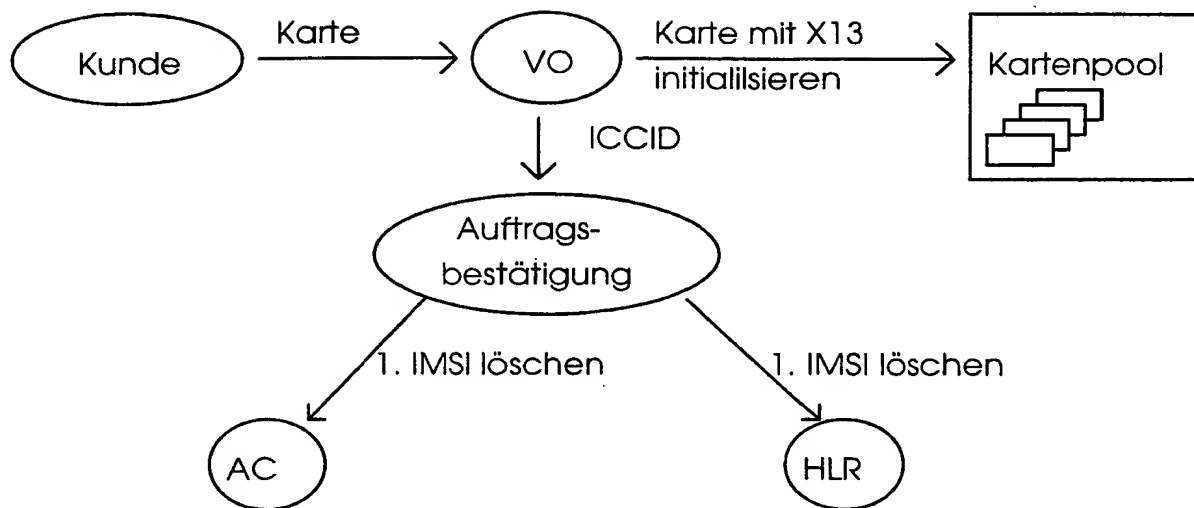 Kunde
Karte
VO
Karte mit X13
initialilsieren
Kartenpool
ICCID
Auftrags-
bestätigung
1. IMSI löschen
1. IMSI löschen
AC
HLR